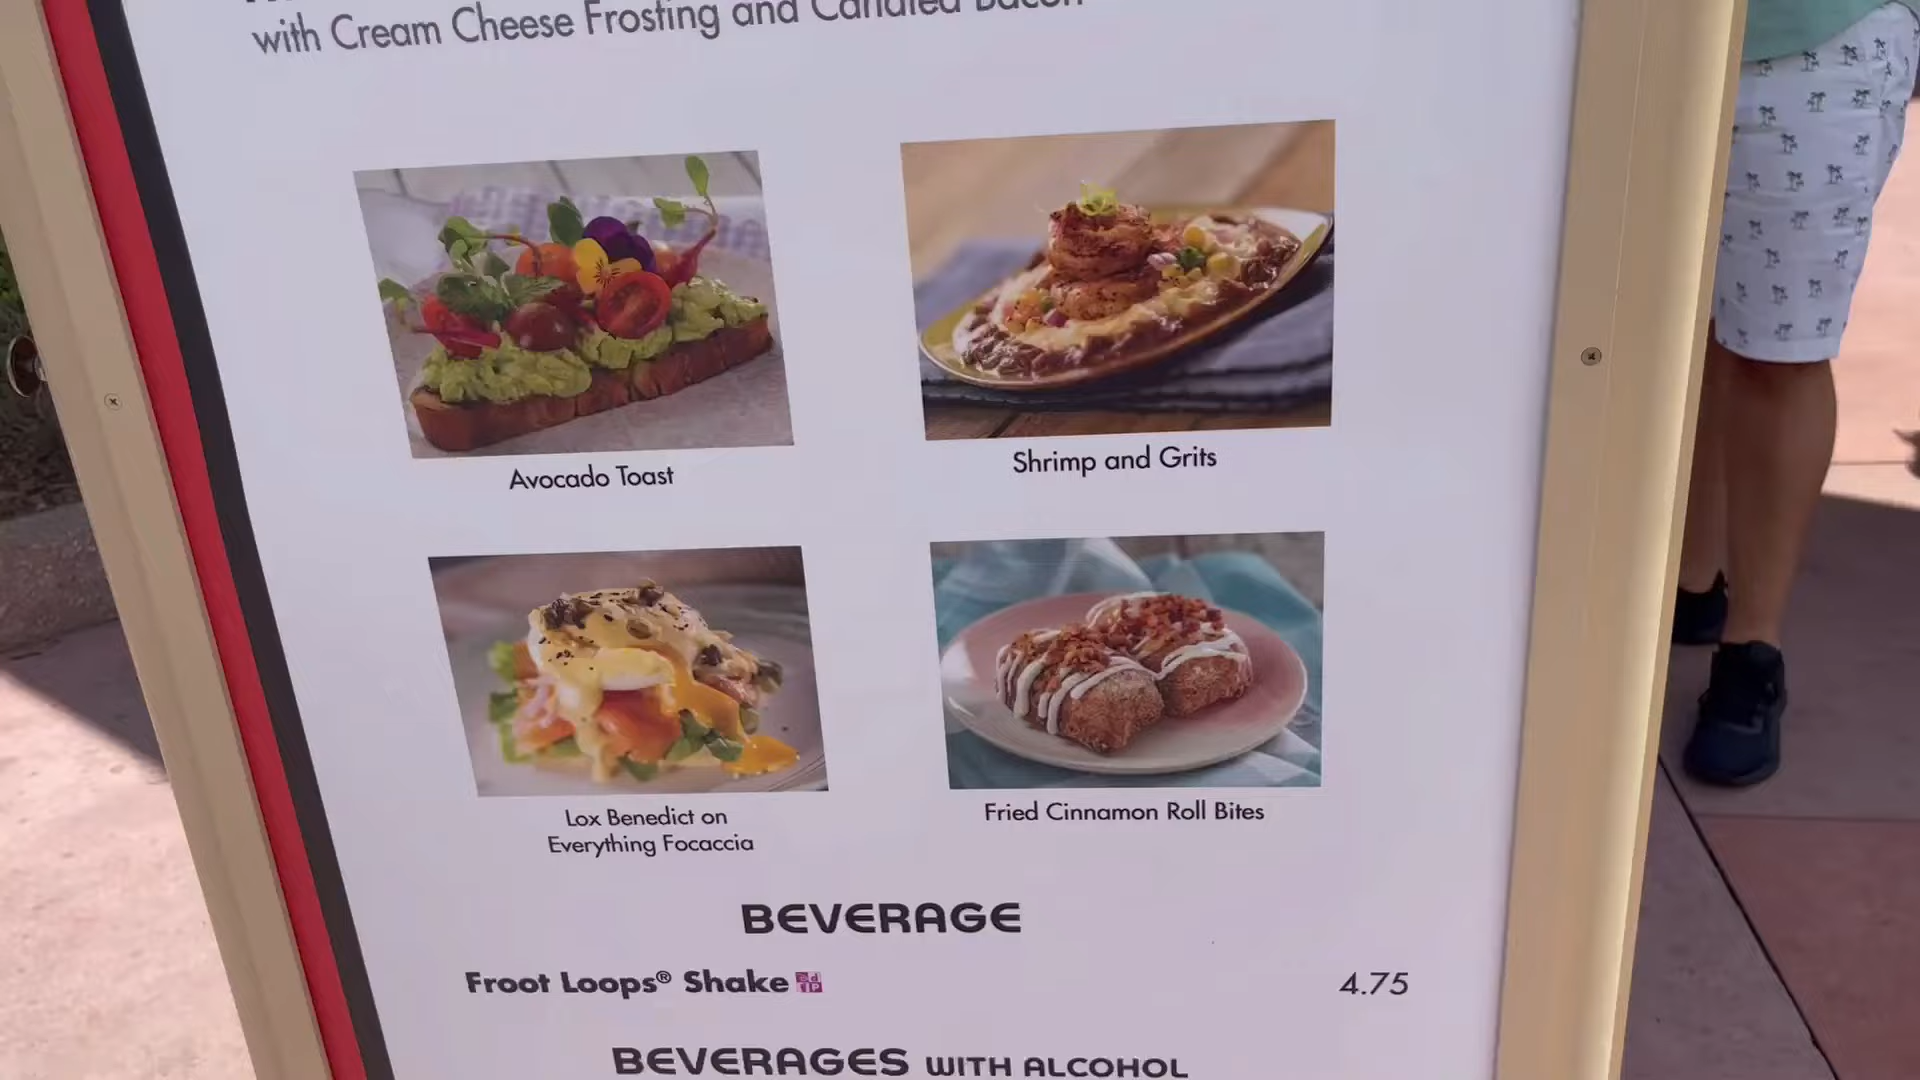 with Cream Cheese Frosting and Candied Bacon
Avocado Toast
Shrimp and Grits
Lox Benedict on
Everything Focaccia
Fried Cinnamon Roll Bites
BEVERAGE
Froot Loops® Shake
4.75
BEVERAGES WITH ALCOHOL